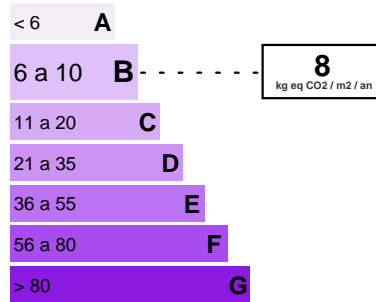 < 6 A
6 a 10 B
8
kg eq CO2 / m2 / an
11 a 20 C
21 a 35 D
36 a 55 E
56 a 80 F
> 80 G